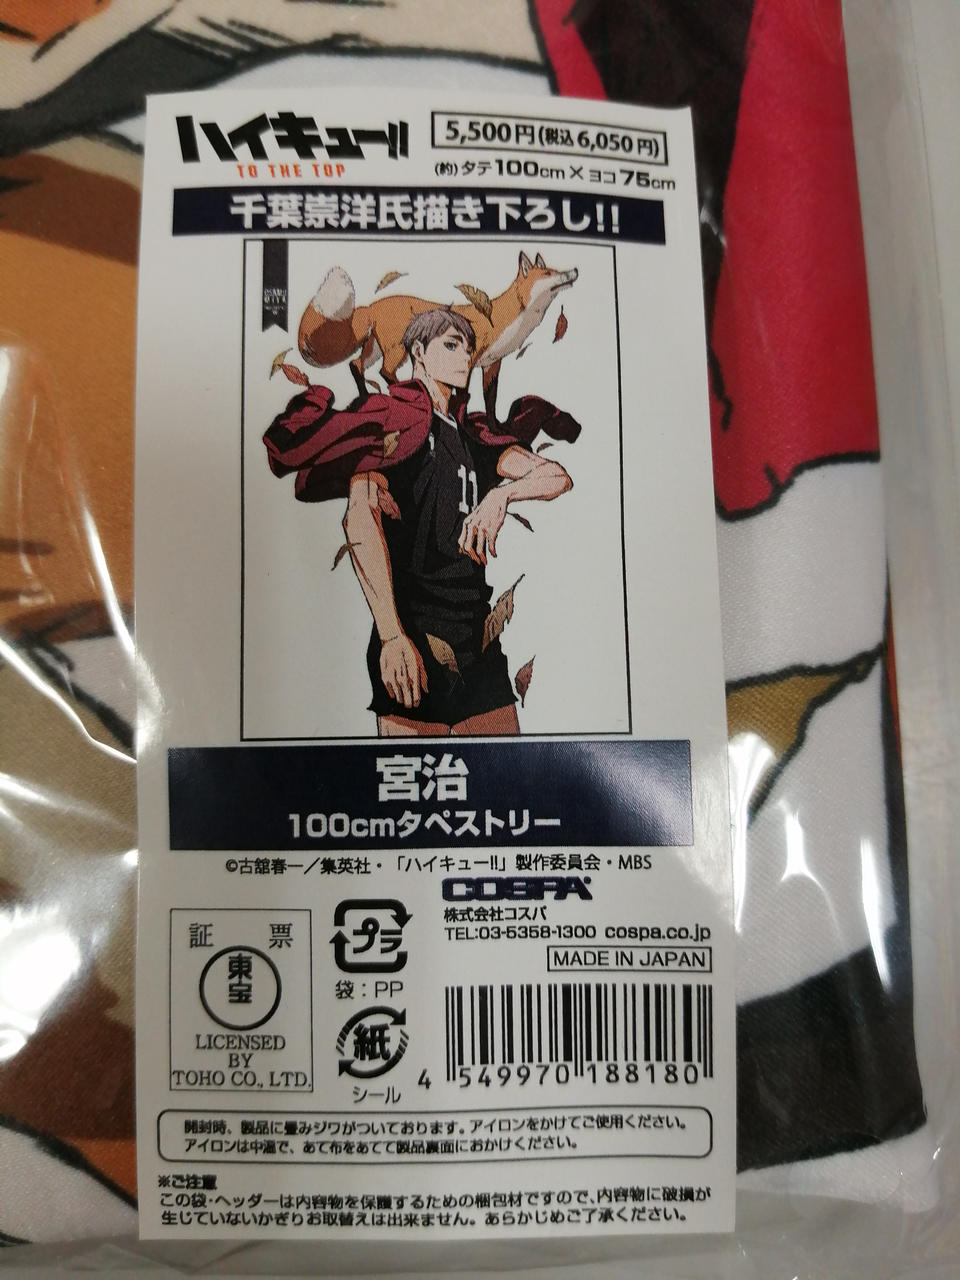 ハイキュー!!
TO THE TOP
5,500円(税込6,050円)
(約)タテ100cm×ヨコ75cm
千葉崇洋氏描き下ろし!!
11
宮治
100cmタペストリー
©古舘春一／集英社・「ハイキュー!!」製作委員会・MBS
COSPA
株式会社コスパ
TEL:03-5358-1300 cospa.co.jp
MADE IN JAPAN
証 票
東宝
LICENSED
BY
TOHO CO., LTD.
プラ
袋：PP
紙
シール
4 549970 188180
開封時、製品に畳みジワがついております。アイロンをかけてご使用ください。
アイロンは中温で、あて布をあてて製品裏面におかけください。
※ご注意
この袋・ヘッダーは内容物を保護するための梱包材ですので、内容物に破損が
生じていないかぎりお取替えは出来ません。あらかじめご了承ください。